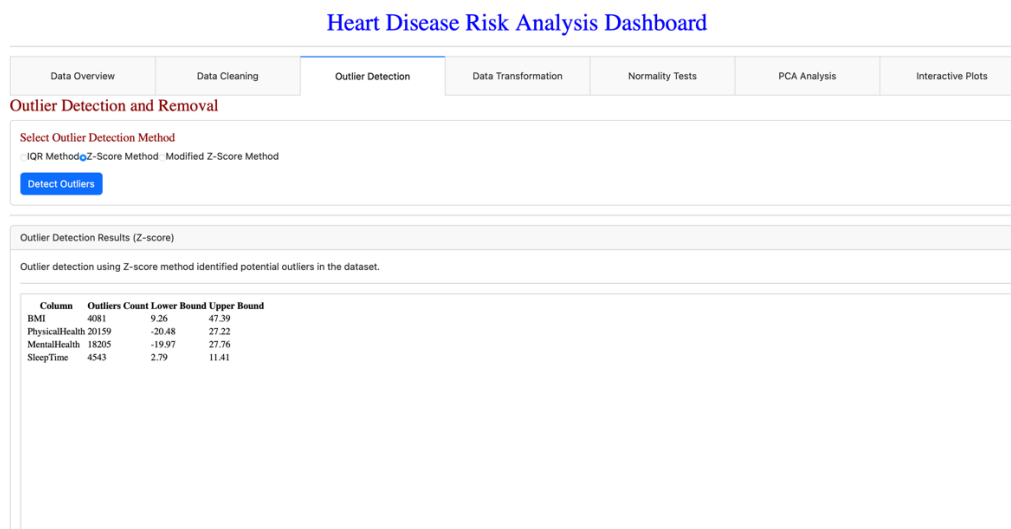 Heart Disease Risk Analysis Dashboard
Data Overview Data Cleaning Outlier Detection Data Transformation Normality Tests PCA Analysis Interactive Plots
Outlier Detection and Removal
Select Outlier Detection Method
IQR Method Z-Score Method Modified Z-Score Method
Detect Outliers
Outlier Detection Results (Z-score)
Outlier detection using Z-score method identified potential outliers in the dataset.
Column Outliers Count Lower Bound Upper Bound
BMI 4081 9.26 47.39
PhysicalHealth 20159 -20.48 27.22
MentalHealth 18205 -19.97 27.76
SleepTime 4543 2.79 11.41